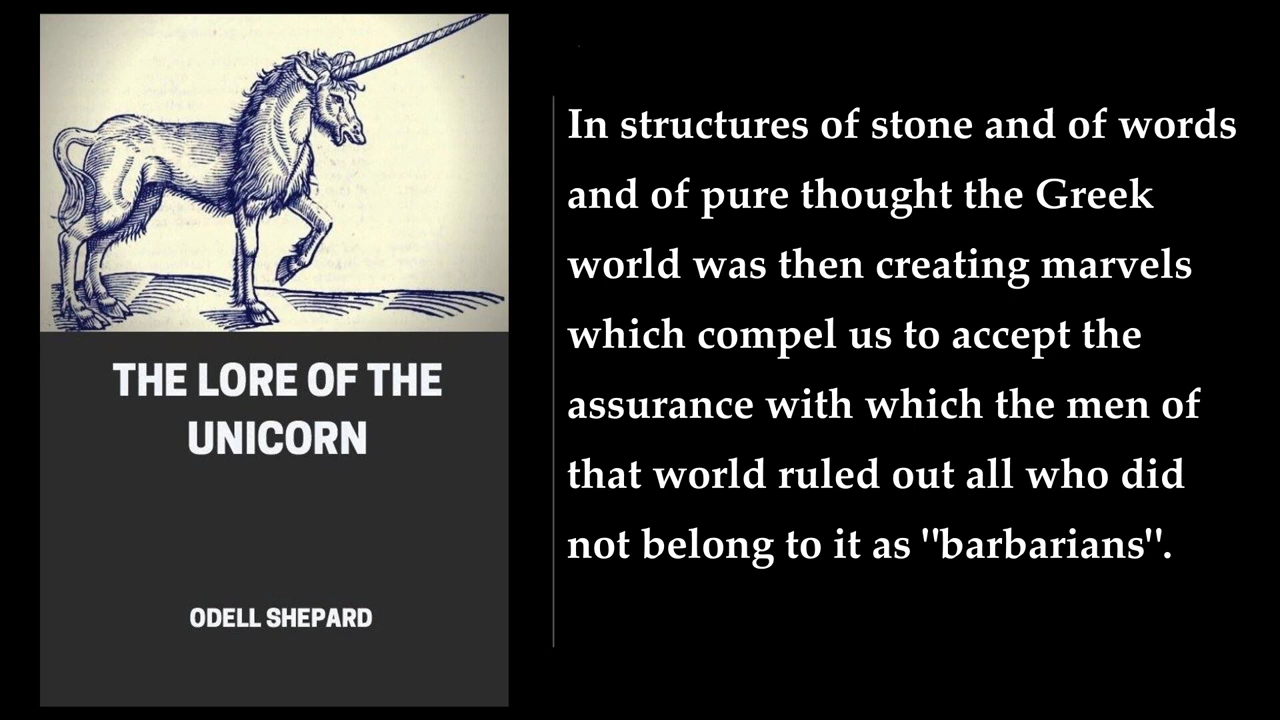 THE LORE OF THE
UNICORN
ODELL SHEPARD
In structures of stone and of words
and of pure thought the Greek
world was then creating marvels
which compel us to accept the
assurance with which the men of
that world ruled out all who did
not belong to it as "barbarians".